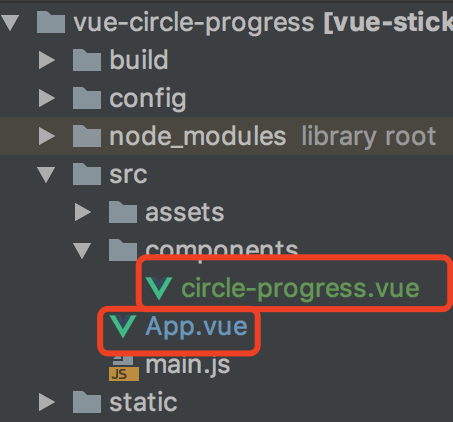 vue-circle-progress [vue-stick
build
config
node_modules library root
src
assets
components
circle-progress.vue
App.vue
JS main.js
static